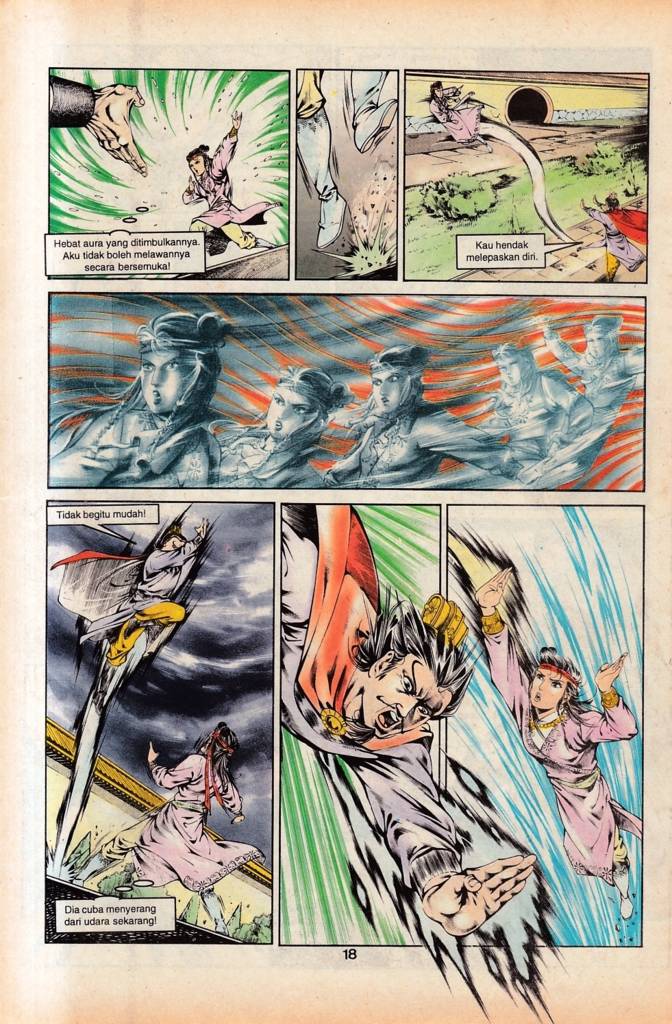 Hebat aura yang ditimbulkannya.
Aku tidak boleh melawannya
secara bersemuka!
Kau hendak
melepaskan diri.
Tidak begitu mudah!
Dia cuba menyerang
dari udara sekarang!
18